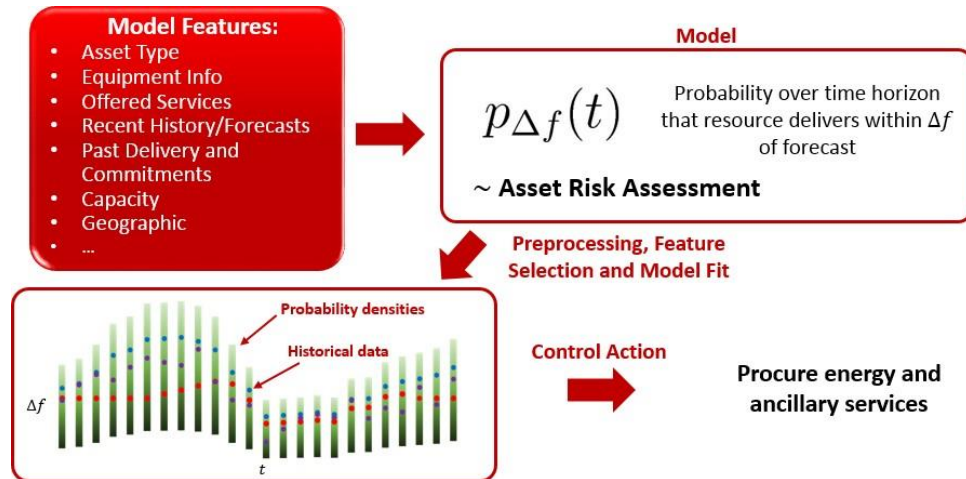 Model Features:
• Asset Type
• Equipment Info
• Offered Services
• Recent History/Forecasts
• Past Delivery and
Commitments
• Capacity
• Geographic
• ...
Model
p_{Δf}(t)
Probability over time horizon
that resource delivers within Δf
of forecast
~ Asset Risk Assessment
Preprocessing, Feature
Selection and Model Fit
Probability densities
Historical data
Δf
t
Control Action
Procure energy and
ancillary services